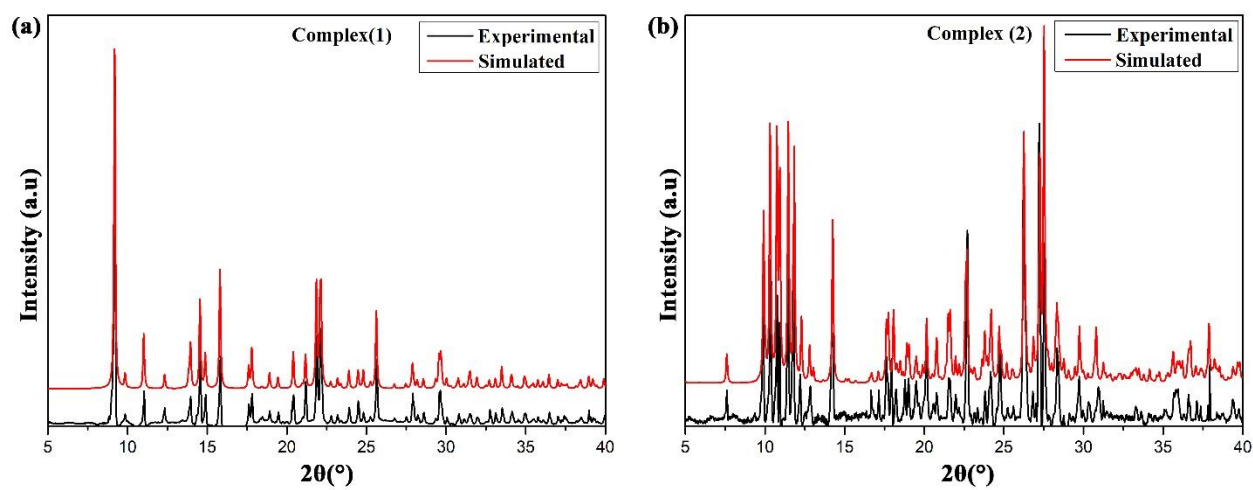 (a)
Complex(1)
Experimental
Simulated
Intensity (a.u)
5 10 15 20 25 30 35 40
2θ(°)
(b)
Complex (2)
Experimental
Simulated
Intensity (a.u)
5 10 15 20 25 30 35 40
2θ(°)